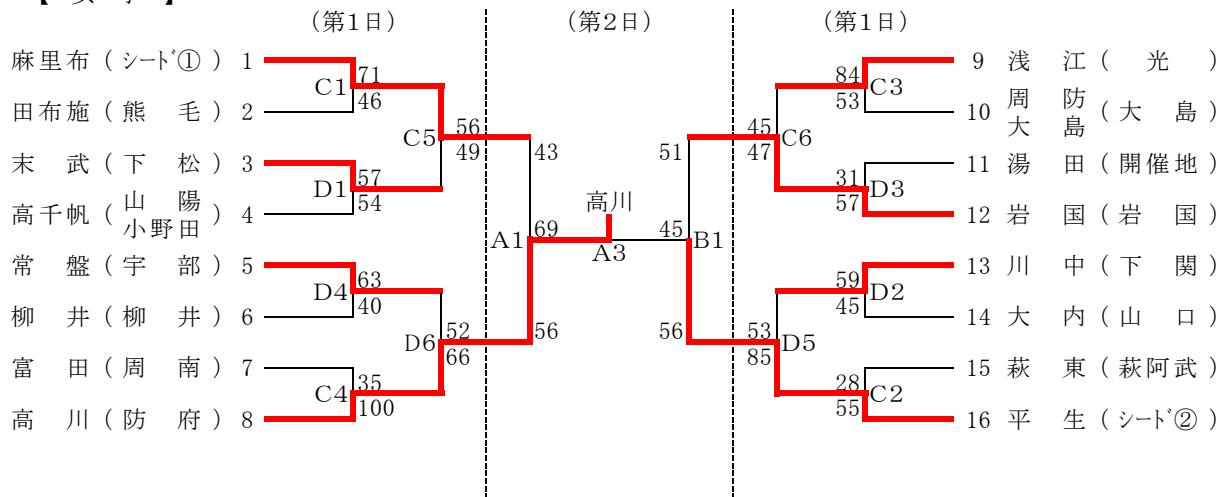 【 女 子 】
(第1日) (第2日) (第1日)
麻里布 ( シード① ) 1
田布施 ( 熊 毛 ) 2
末 武 ( 下 松 ) 3
高千帆 ( 山 陽 小野田 ) 4
常 盤 ( 宇 部 ) 5
柳 井 ( 柳 井 ) 6
富 田 ( 周 南 ) 7
高 川 ( 防 府 ) 8
C1 71 46
D1 57 54
D4 63 40
C4 35 100
C5 56 49
D6 52 66
A1 43 56
高川
69 A3 45
B1 51 56
C6 45 47
D5 53 85
C3 84 53
D3 31 57
D2 59 45
C2 28 55
9 浅 江 ( 光 )
10 周 防 大 島 ( 大 島 )
11 湯 田 ( 開催地 )
12 岩 国 ( 岩 国 )
13 川 中 ( 下 関 )
14 大 内 ( 山 口 )
15 萩 東 ( 萩阿武 )
16 平 生 ( シード② )